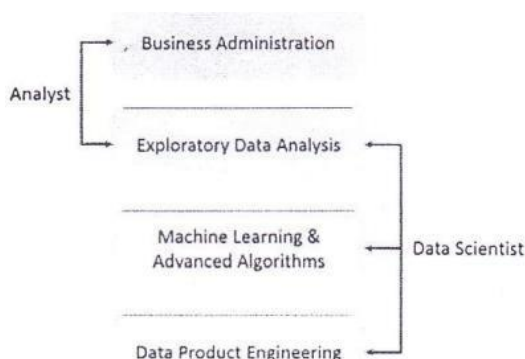 Business Administration
Analyst
Exploratory Data Analysis
Machine Learning &
Advanced Algorithms
Data Scientist
Data Product Engineering